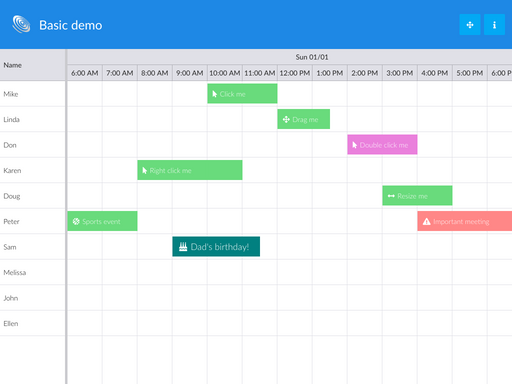 Basic demo
Name
Sun 01/01
6:00 AM 7:00 AM 8:00 AM 9:00 AM 10:00 AM 11:00 AM 12:00 PM 1:00 PM 2:00 PM 3:00 PM 4:00 PM 5:00 PM 6:00 P
Mike Click me
Linda Drag me
Don Double click me
Karen Right click me
Doug Resize me
Peter Sports event Important meeting
Sam Dad's birthday!
Melissa
John
Ellen